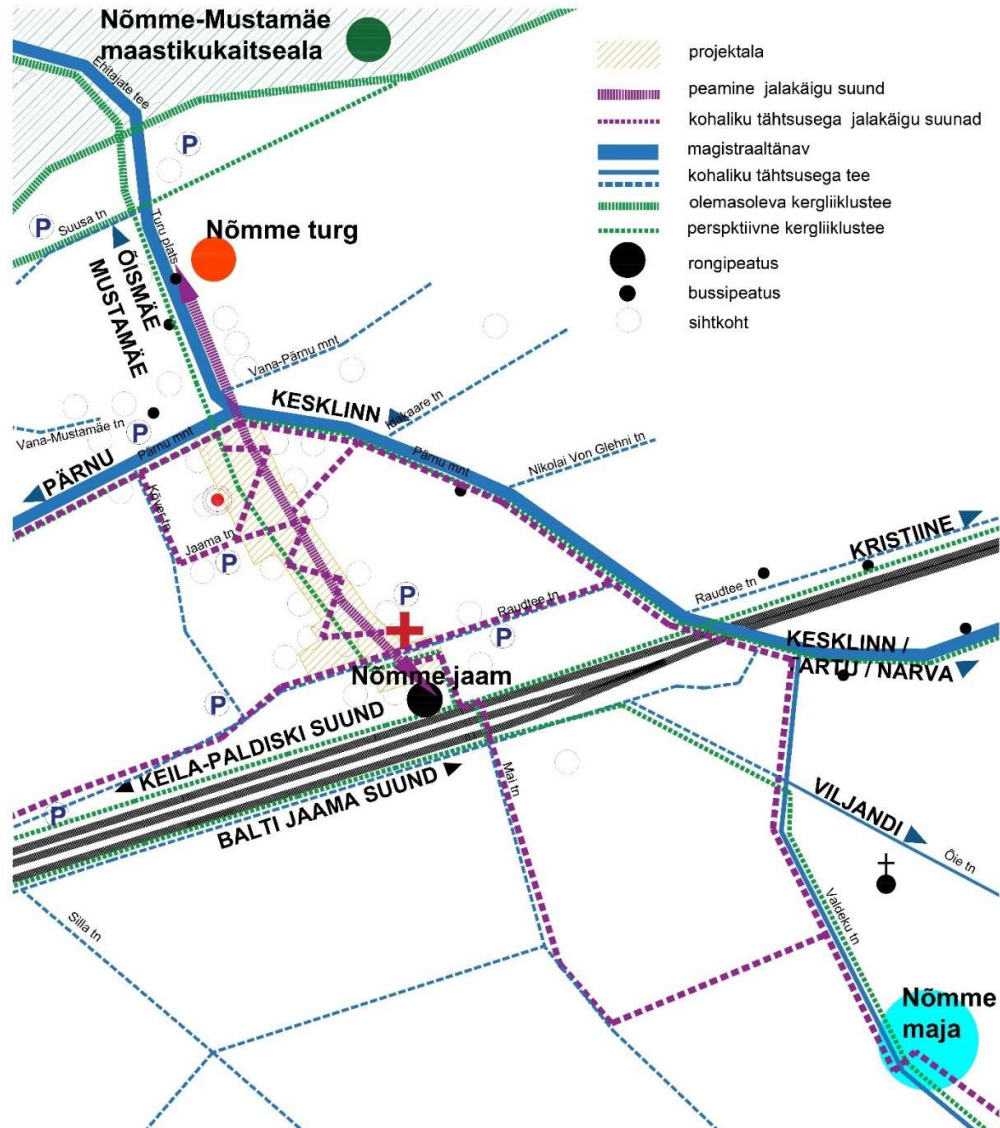 Nõmme-Mustamäe
maastikukaitseala
projektala
peamine jalakäigu suund
kohaliku tähtsusega jalakäigu suunad
magistraaltänav
kohaliku tähtsusega tee
olemasoleva kergliiklustee
perspktiivne kergliiklustee
rongipeatus
bussipeatus
sihtkoht
Ehitajate tee
P
P
Suusa tn
Turu plats
Nõmme turg
ÕISMÄE
MUSTAMÄE
Vana-Pärnu mnt
KESKLINN
Idakaare tn
Vana-Mustamäe tn
P
Pärnu mnt
PÄRNU
Pärnu mnt
Nikolai Von Glehni tn
Kõver tn
Jaama tn
P
P
KRISTIINE
Raudtee tn
Raudtee tn
P
KESKLINN /
TARTU / NARVA
Nõmme jaam
P
KEILA-PALDISKI SUUND
BALTI JAAMA SUUND
P
Mai tn
VILJANDI
Õie tn
Valdeku tn
Silla tn
Nõmme
maja